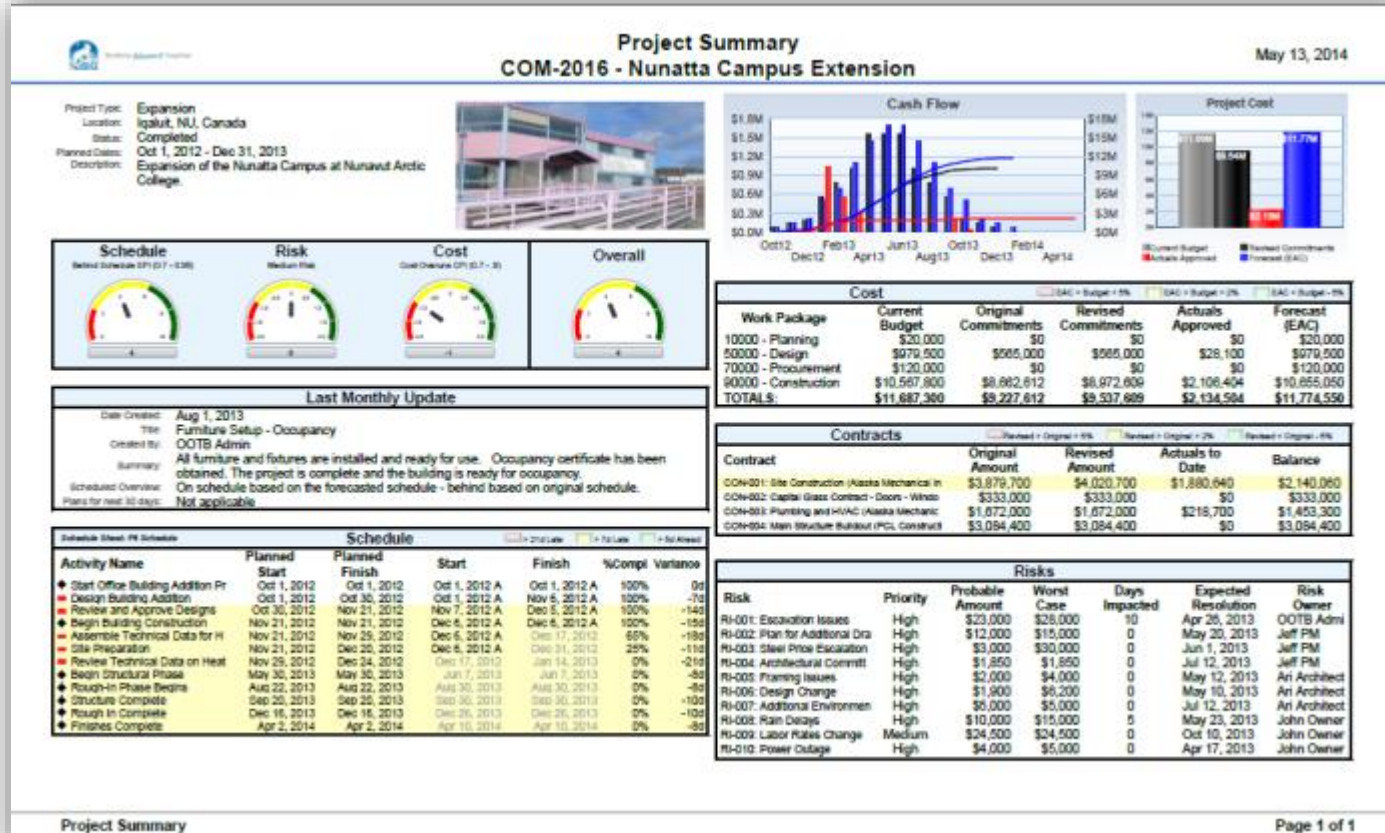 Project Summary
COM-2016 - Nunatta Campus Extension
May 13, 2014
Project Type: Expansion
Location: Iqaluit, NU, Canada
Status: Completed
Planned Dates: Oct 1, 2012 - Dec 31, 2013
Description: Expansion of the Nunatta Campus at Nunavut Arctic
College.
Cash Flow
$1.8M
$1.5M
$1.2M
$0.9M
$0.6M
$0.3M
$0.0M
$18M
$15M
$12M
$9M
$6M
$3M
$0M
Oct12 Feb13 Jun13 Oct13 Feb14
Dec12 Apr13 Aug13 Dec13 Apr14
Project Cost
Current Budget Revised Commitments
Actuals Approved Forecast (EAC)
Schedule
Risk
Medium Risk
Cost
Overall
Cost
Work Package Current Budget Original Commitments Revised Commitments Actuals Approved Forecast (EAC)
10000 - Planning $20,000 $0 $0 $0 $20,000
50000 - Design $979,500 $565,000 $565,000 $28,100 $979,500
70000 - Procurement $120,000 $0 $0 $0 $120,000
90000 - Construction $10,567,800 $8,662,612 $8,972,609 $2,106,404 $10,655,050
TOTALS: $11,687,300 $9,227,612 $9,537,609 $2,134,504 $11,774,550
Last Monthly Update
Date Created: Aug 1, 2013
Title: Furniture Setup - Occupancy
Created By: OOTB Admin
Summary: All furniture and fixtures are installed and ready for use. Occupancy certificate has been
obtained. The project is complete and the building is ready for occupancy.
Scheduled Overview: On schedule based on the forecasted schedule - behind based on original schedule.
Plans for next 30 days: Not applicable
Contracts
Contract Original Amount Revised Amount Actuals to Date Balance
CON-001: Site Construction (Alaska Mechanical In $3,879,700 $4,020,700 $1,880,640 $2,140,060
CON-002: Capital Glass Contract - Doors - Windo $333,000 $333,000 $0 $333,000
CON-003: Plumbing and HVAC (Alaska Mechanic $1,672,000 $1,672,000 $218,700 $1,453,300
CON-004: Main Structure Buildout (PCL Constructi $3,084,400 $3,084,400 $0 $3,084,400
Schedule Sheet: P6 Schedule
Schedule
Activity Name Planned Start Planned Finish Start Finish %Compl Variance
Start Office Building Addition Pr Oct 1, 2012 Oct 1, 2012 Oct 1, 2012 A Oct 1, 2012 A 100% 0d
Design Building Addition Oct 1, 2012 Oct 30, 2012 Oct 1, 2012 A Nov 6, 2012 A 100% -7d
Review and Approve Designs Oct 30, 2012 Nov 21, 2012 Nov 7, 2012 A Dec 5, 2012 A 100% -14d
Begin Building Construction Nov 21, 2012 Nov 21, 2012 Dec 6, 2012 A Dec 6, 2012 A 100% -15d
Assemble Technical Data for H Nov 21, 2012 Nov 29, 2012 Dec 6, 2012 A Dec 17, 2012 65% -18d
Site Preparation Nov 21, 2012 Dec 20, 2012 Dec 6, 2012 A Dec 31, 2012 25% -11d
Review Technical Data on Heat Nov 29, 2012 Dec 24, 2012 Dec 17, 2012 Jan 14, 2013 0% -21d
Begin Structural Phase May 30, 2013 May 30, 2013 Jun 7, 2013 Jun 7, 2013 0%
Rough-In Phase Begins Aug 22, 2013 Aug 22, 2013 Aug 30, 2013 Aug 30, 2013 0%
Structure Complete Sep 20, 2013 Sep 20, 2013 Sep 30, 2013 Sep 30, 2013 0% -10d
Rough In Complete Dec 16, 2013 Dec 16, 2013 Dec 26, 2013 Dec 26, 2013 0% -10d
Finishes Complete Apr 2, 2014 Apr 2, 2014 Apr 10, 2014 Apr 10, 2014 0%
Risks
Risk Priority Probable Amount Worst Case Days Impacted Expected Resolution Risk Owner
RI-001: Escavation Issues High $23,000 $28,000 10 Apr 26, 2013 OOTB Admi
RI-002: Plan for Additional Dra High $12,000 $15,000 0 May 20, 2013 Jeff PM
RI-003: Steel Price Escalation High $3,000 $30,000 0 Jun 1, 2013 Jeff PM
RI-004: Architectural Committ High $1,850 $1,850 0 Jul 12, 2013 Jeff PM
RI-005: Framing Issues High $2,000 $4,000 0 May 12, 2013 Ari Architect
RI-006: Design Change High $1,900 $6,200 0 May 10, 2013 Ari Architect
RI-007: Additional Environmen High $5,000 $5,000 0 Jul 12, 2013 Ari Architect
RI-008: Rain Delays High $10,000 $15,000 5 May 23, 2013 John Owner
RI-009: Labor Rates Change Medium $24,500 $24,500 0 Oct 10, 2013 John Owner
RI-010: Power Outage High $4,000 $5,000 0 Apr 17, 2013 John Owner
Project Summary
Page 1 of 1